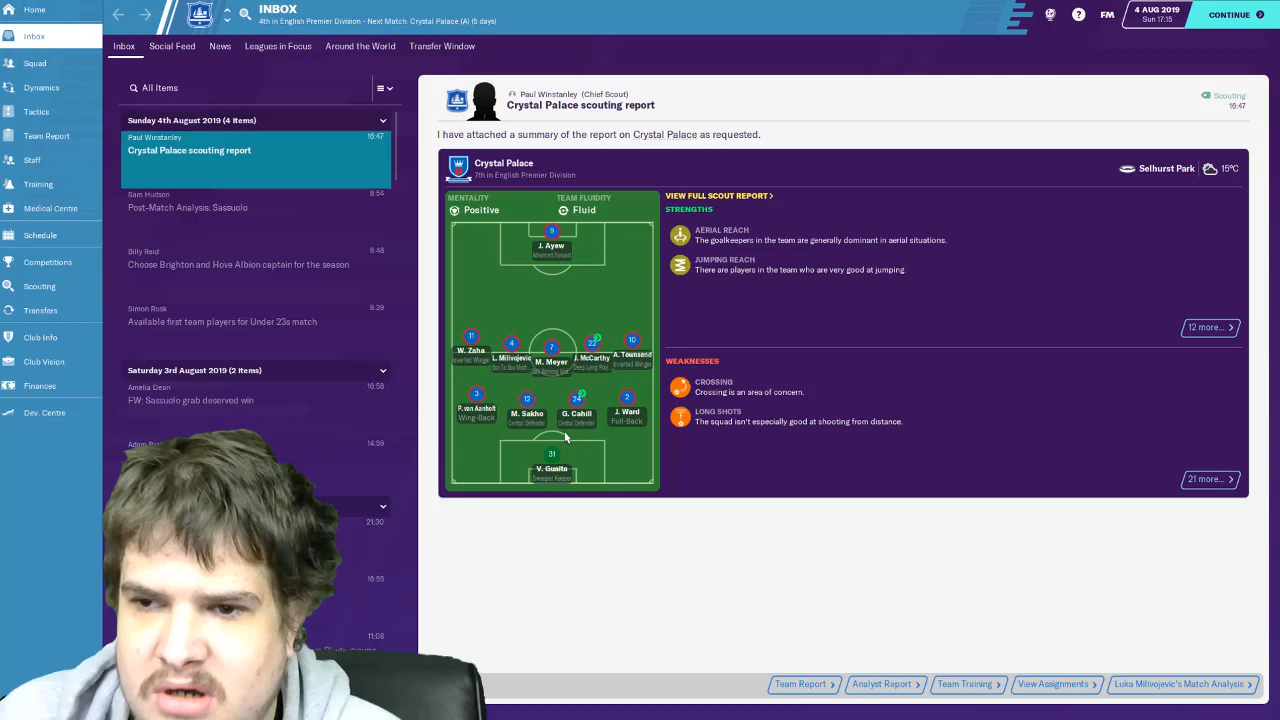 Home
Inbox
Squad
Dynamics
Tactics
Team Report
Staff
Training
Medical Centre
Schedule
Competitions
Scouting
Transfers
Club Info
Club Vision
Finances
Dev. Centre
INBOX
4th in English Premier Division - Next Match: Crystal Palace (A) (5 days)
FM
4 AUG 2019
Sun 17:15
CONTINUE
Inbox
Social Feed
News
Leagues in Focus
Around the World
Transfer Window
All Items
Sunday 4th August 2019 (4 Items)
Paul Winstanley
16:47
Crystal Palace scouting report
Sam Hudson
8:54
Post-Match Analysis: Sassuolo
Billy Reid
8:48
Choose Brighton and Hove Albion captain for the season
Simon Rusk
8:39
Available first team players for Under 23s match
Saturday 3rd August 2019 (2 Items)
Amelia Dean
16:58
FW: Sassuolo grab deserved win
14:59
21:30
16:55
11:08
Paul Winstanley (Chief Scout)
Crystal Palace scouting report
Scouting
16:47
I have attached a summary of the report on Crystal Palace as requested.
Crystal Palace
7th in English Premier Division
Selhurst Park
15°C
MENTALITY
Positive
TEAM FLUIDITY
Fluid
9
J. Ayew
Advanced Forward
11
W. Zaha
Inverted Winger
4
L. Milivojevic
7
M. Meyer
22
J. McCarthy
10
A. Townsend
Inverted Winger
3
P. van Aanholt
Wing-Back
12
M. Sakho
Central Defender
24
G. Cahill
Central Defender
2
J. Ward
Full-Back
31
V. Guaita
Sweeper Keeper
VIEW FULL SCOUT REPORT >
STRENGTHS
AERIAL REACH
The goalkeepers in the team are generally dominant in aerial situations.
JUMPING REACH
There are players in the team who are very good at jumping.
12 more... >
WEAKNESSES
CROSSING
Crossing is an area of concern.
LONG SHOTS
The squad isn't especially good at shooting from distance.
21 more... >
Team Report >
Analyst Report >
Team Training >
View Assignments >
Luka Milivojevic's Match Analysis >